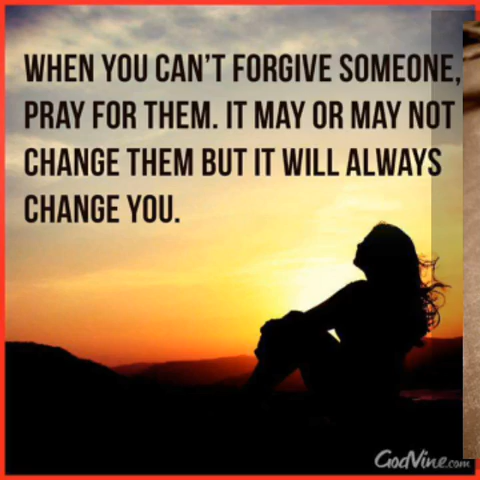 WHEN YOU CAN'T FORGIVE SOMEONE,
PRAY FOR THEM. IT MAY OR MAY NOT
CHANGE THEM BUT IT WILL ALWAYS
CHANGE YOU.
GodVine.com